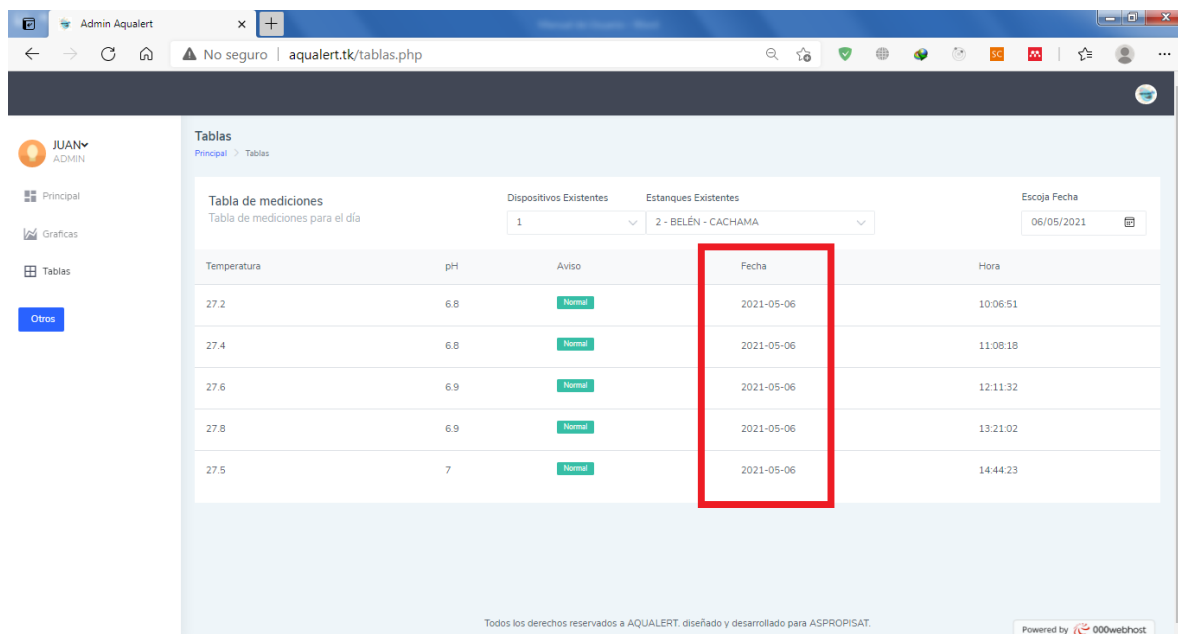 Admin Aqualert
Manual de Usuario - Word
No seguro | aqualert.tk/tablas.php
SC
JUAN
ADMIN
Principal
Graficas
Tablas
Otros
Tablas
Principal > Tablas
Tabla de mediciones
Tabla de mediciones para el día
Dispositivos Existentes
1
Estanques Existentes
2 - BELÉN - CACHAMA
Escoja Fecha
06/05/2021
Temperatura pH Aviso Fecha Hora
27.2 6.8 Normal 2021-05-06 10:06:51
27.4 6.8 Normal 2021-05-06 11:08:18
27.6 6.9 Normal 2021-05-06 12:11:32
27.8 6.9 Normal 2021-05-06 13:21:02
27.5 7 Normal 2021-05-06 14:44:23
Todos los derechos reservados a AQUALERT. diseñado y desarrollado para ASPROPISAT.
Powered by 000webhost